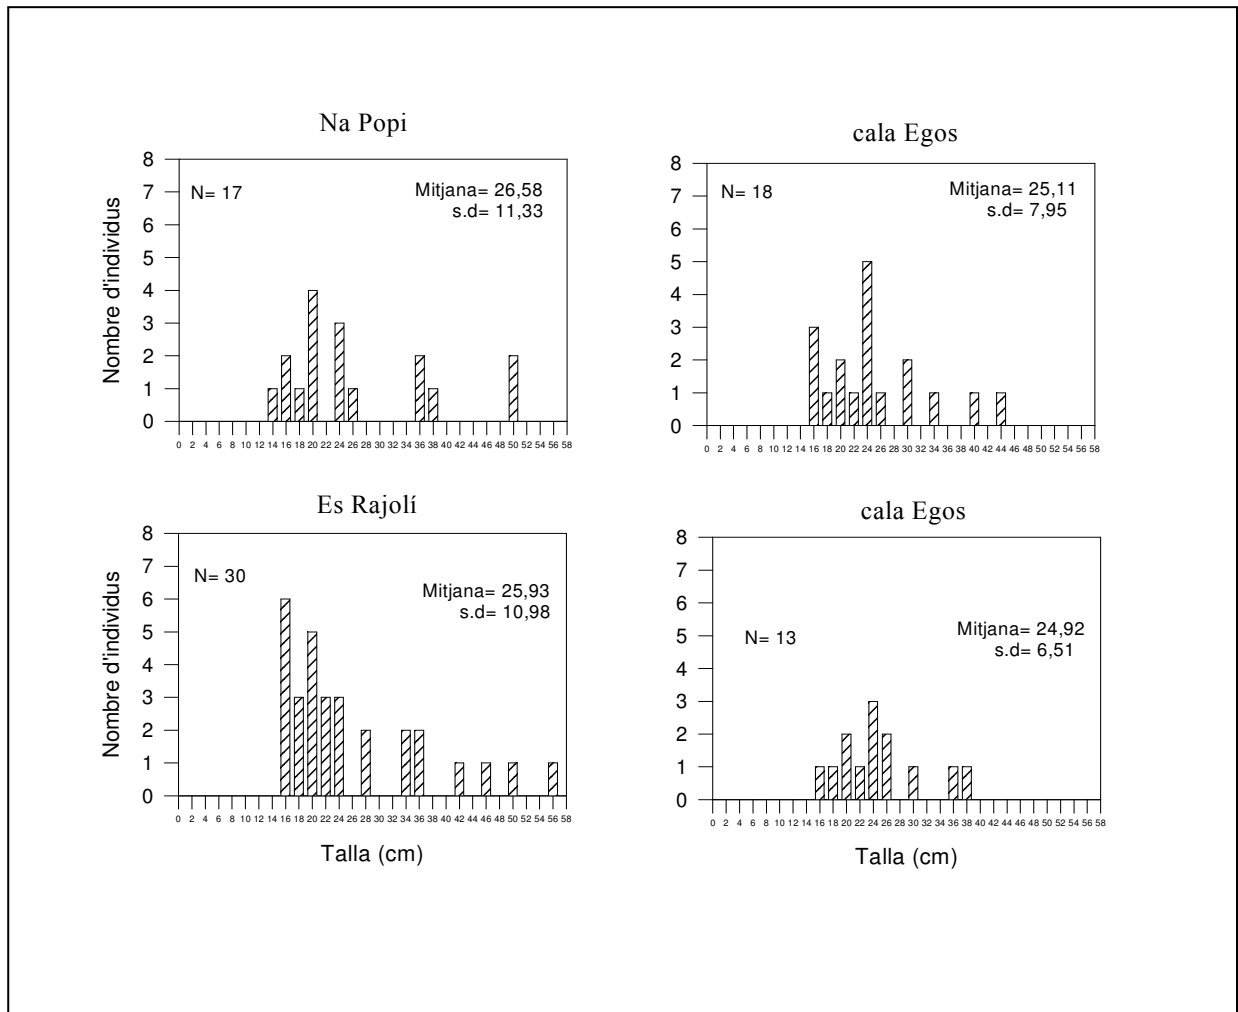 Na Popi
8
7
6
5
4
3
2
1
0
Nombre d'individus
N= 17
Mitjana= 26,58
s.d= 11,33
0 2 4 6 8 10 12 14 16 18 20 22 24 26 28 30 32 34 36 38 40 42 44 46 48 50 52 54 56 58
cala Egos
8
7
6
5
4
3
2
1
0
N= 18
Mitjana= 25,11
s.d= 7,95
0 2 4 6 8 10 12 14 16 18 20 22 24 26 28 30 32 34 36 38 40 42 44 46 48 50 52 54 56 58
Es Rajolí
8
7
6
5
4
3
2
1
0
Nombre d'individus
N= 30
Mitjana= 25,93
s.d= 10,98
0 2 4 6 8 10 12 14 16 18 20 22 24 26 28 30 32 34 36 38 40 42 44 46 48 50 52 54 56 58
Talla (cm)
cala Egos
8
7
6
5
4
3
2
1
0
N= 13
Mitjana= 24,92
s.d= 6,51
0 2 4 6 8 10 12 14 16 18 20 22 24 26 28 30 32 34 36 38 40 42 44 46 48 50 52 54 56 58
Talla (cm)